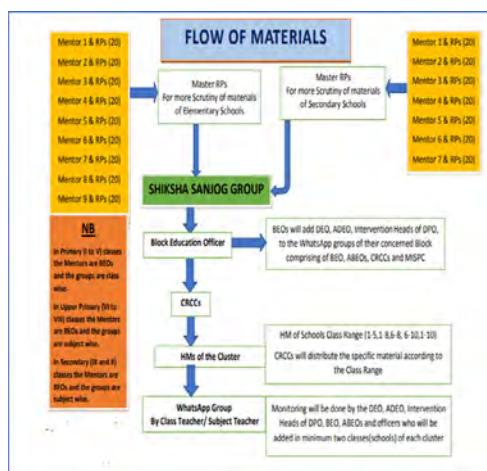 FLOW OF MATERIALS
Mentor 1 & RPs (20)
Mentor 2 & RPs (20)
Mentor 3 & RPs (20)
Mentor 4 & RPs (20)
Mentor 5 & RPs (20)
Mentor 6 & RPs (20)
Mentor 7 & RPs (20)
Mentor 8 & RPs (20)
Mentor 9 & RPs (20)
Master RPs
For more Scrutiny of materials
of Elementary Schools
Master RPs
For more Scrutiny of materials of
Secondary Schools
Mentor 1 & RPs (20)
Mentor 2 & RPs (20)
Mentor 3 & RPs (20)
Mentor 4 & RPs (20)
Mentor 5 & RPs (20)
Mentor 6 & RPs (20)
Mentor 7 & RPs (20)
SHIKSHA SANJOG GROUP
NB
In Primary (I to V) classes
the Mentors are BEOs
and the groups are class
wise.
In Upper Primary (VI to
VIII) classes the Mentors
are BEOs and the groups
are subject wise.
In Secondary (IX and X)
classes the Mentors are
BEOs and the groups are
subject wise.
Block Education Officer
BEOs will add DEO, ADEO, Intervention Heads of DPO,
to the WhatsApp groups of their concerned Block
comprising of BEO, ABEOs, CRCCs and MISPC
CRCCs
HMs of the Cluster
HM of Schools Class Range (1-5,1-8,6-8, 6-10,1-10)
CRCCs will distribute the specific material according to
the Class Range
WhatsApp Group
By Class Teacher/ Subject Teacher
Monitoring will be done by the DEO, ADEO, Intervention
Heads of DPO, BEO, ABEOs and officers who will be
added in minimum two classes(schools) of each cluster